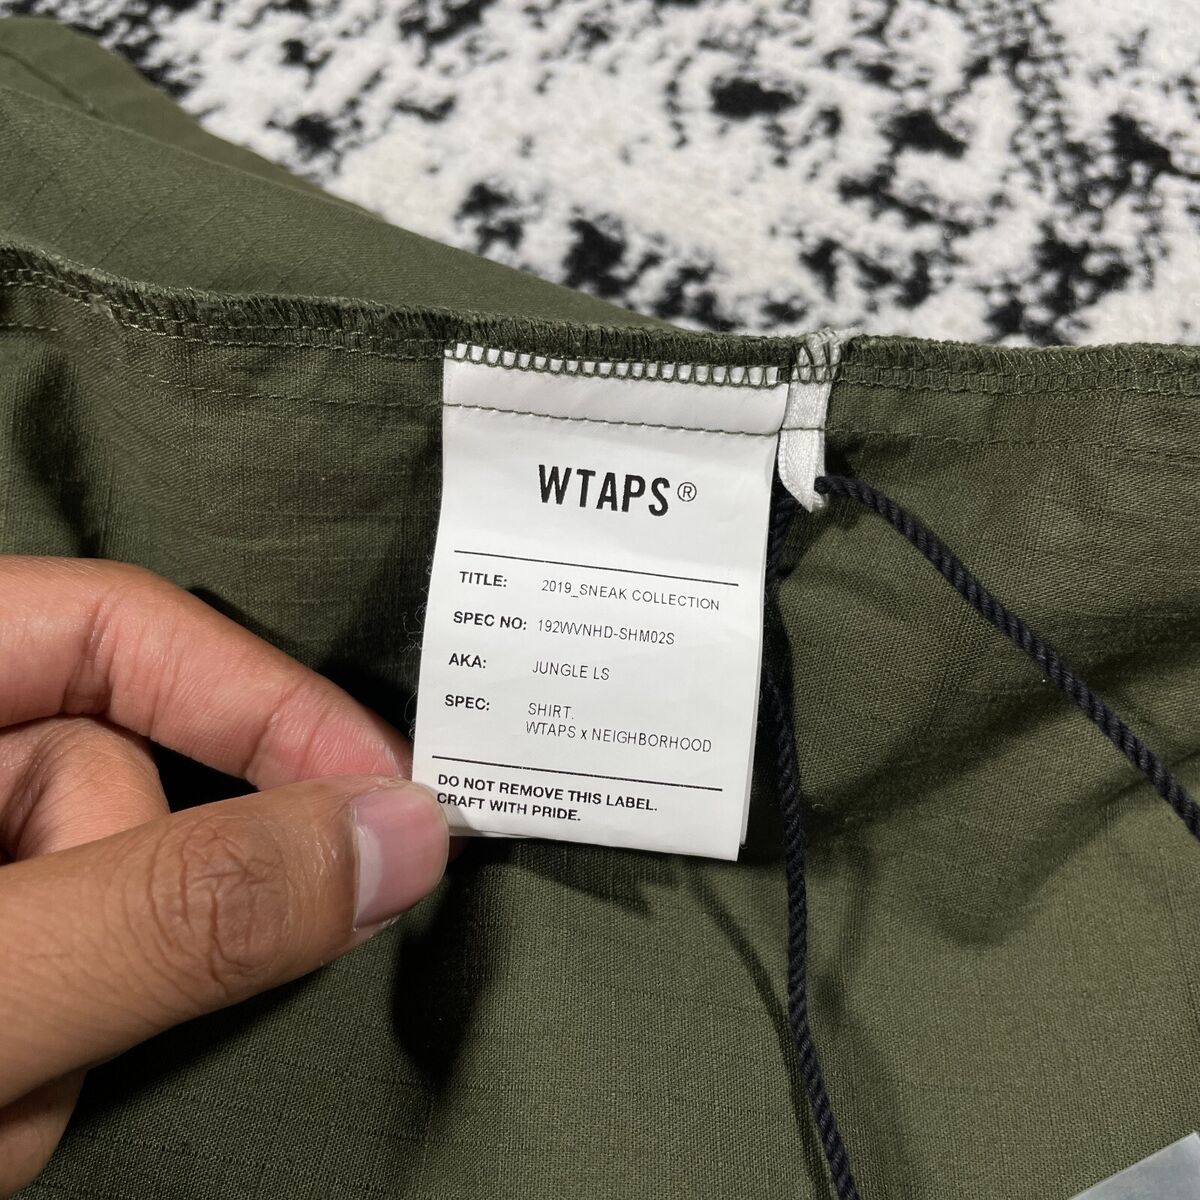 WTAPS®
TITLE: 2019_SNEAK COLLECTION
SPEC NO: 192WVNHD-SHM02S
AKA: JUNGLE LS
SPEC: SHIRT.
WTAPS x NEIGHBORHOOD
DO NOT REMOVE THIS LABEL.
CRAFT WITH PRIDE.